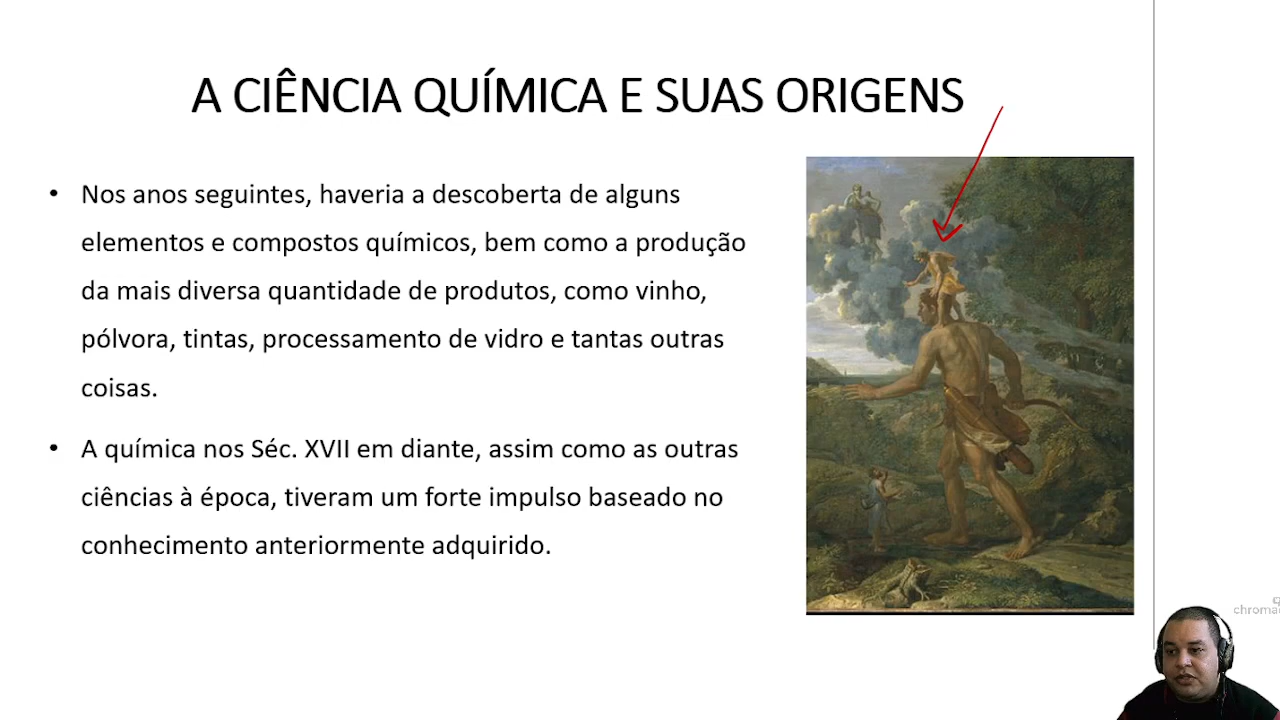 A CIÊNCIA QUÍMICA E SUAS ORIGENS
• Nos anos seguintes, haveria a descoberta de alguns
elementos e compostos químicos, bem como a produção
da mais diversa quantidade de produtos, como vinho,
pólvora, tintas, processamento de vidro e tantas outras
coisas.
• A química nos Séc. XVII em diante, assim como as outras
ciências à época, tiveram um forte impulso baseado no
conhecimento anteriormente adquirido.